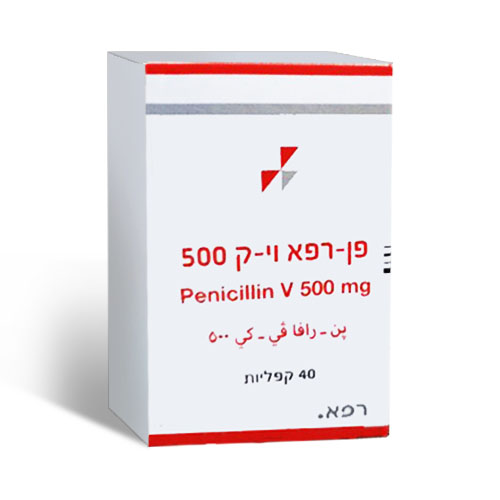 פן-רפא וי-ק 500
Penicillin V 500 mg
پن - رافا ڤي - كي ٥٠٠
40 קפליות
רפא.